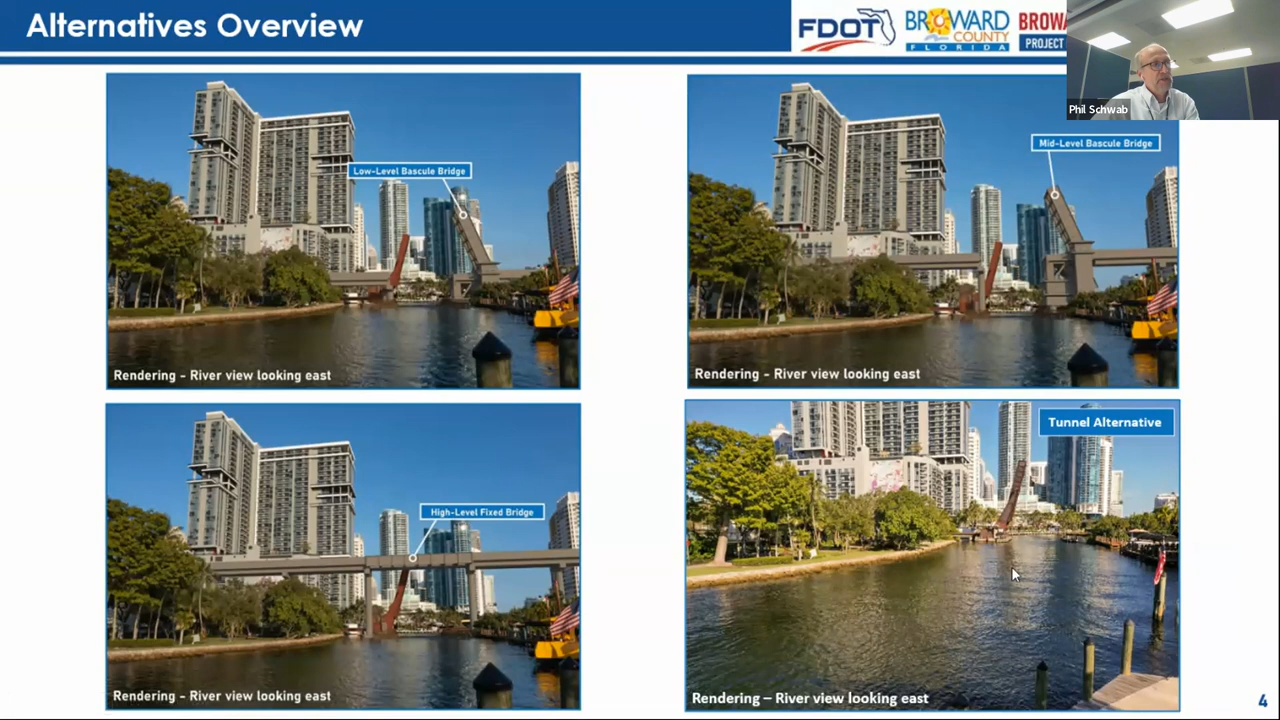 Alternatives Overview
FDOT
BROWARD
COUNTY
FLORIDA
BROWA
PROJECT
Phil Schwab
Low-Level Bascule Bridge
Rendering - River view looking east
Mid-Level Bascule Bridge
Rendering - River view looking east
High-Level Fixed Bridge
Rendering - River view looking east
Tunnel Alternative
Rendering – River view looking east
4